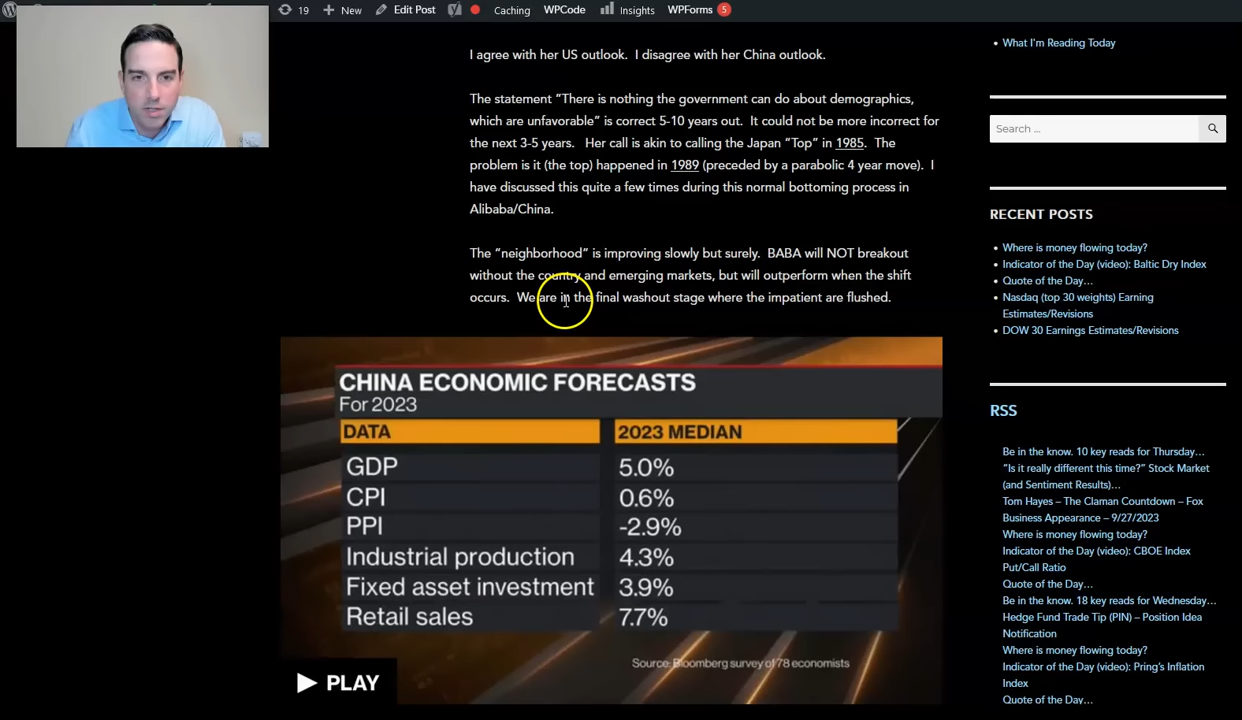 19 New Edit Post Caching WPCode Insights WPForms 5
I agree with her US outlook. I disagree with her China outlook.
The statement “There is nothing the government can do about demographics,
which are unfavorable” is correct 5-10 years out. It could not be more incorrect for
the next 3-5 years. Her call is akin to calling the Japan “Top” in 1985. The
problem is it (the top) happened in 1989 (preceded by a parabolic 4 year move). I
have discussed this quite a few times during this normal bottoming process in
Alibaba/China.
The “neighborhood” is improving slowly but surely. BABA will NOT breakout
without the country and emerging markets, but will outperform when the shift
occurs. We are in the final washout stage where the impatient are flushed.
CHINA ECONOMIC FORECASTS
For 2023
DATA 2023 MEDIAN
GDP 5.0%
CPI 0.6%
PPI -2.9%
Industrial production 4.3%
Fixed asset investment 3.9%
Retail sales 7.7%
Source: Bloomberg survey of 78 economists
PLAY
What I'm Reading Today
Search ...
RECENT POSTS
Where is money flowing today?
Indicator of the Day (video): Baltic Dry Index
Quote of the Day…
Nasdaq (top 30 weights) Earning
Estimates/Revisions
DOW 30 Earnings Estimates/Revisions
RSS
Be in the know. 10 key reads for Thursday…
“Is it really different this time?” Stock Market
(and Sentiment Results)…
Tom Hayes – The Claman Countdown – Fox
Business Appearance – 9/27/2023
Where is money flowing today?
Indicator of the Day (video): CBOE Index
Put/Call Ratio
Quote of the Day…
Be in the know. 18 key reads for Wednesday…
Hedge Fund Trade Tip (PIN) – Position Idea
Notification
Where is money flowing today?
Indicator of the Day (video): Pring's Inflation
Index
Quote of the Day…